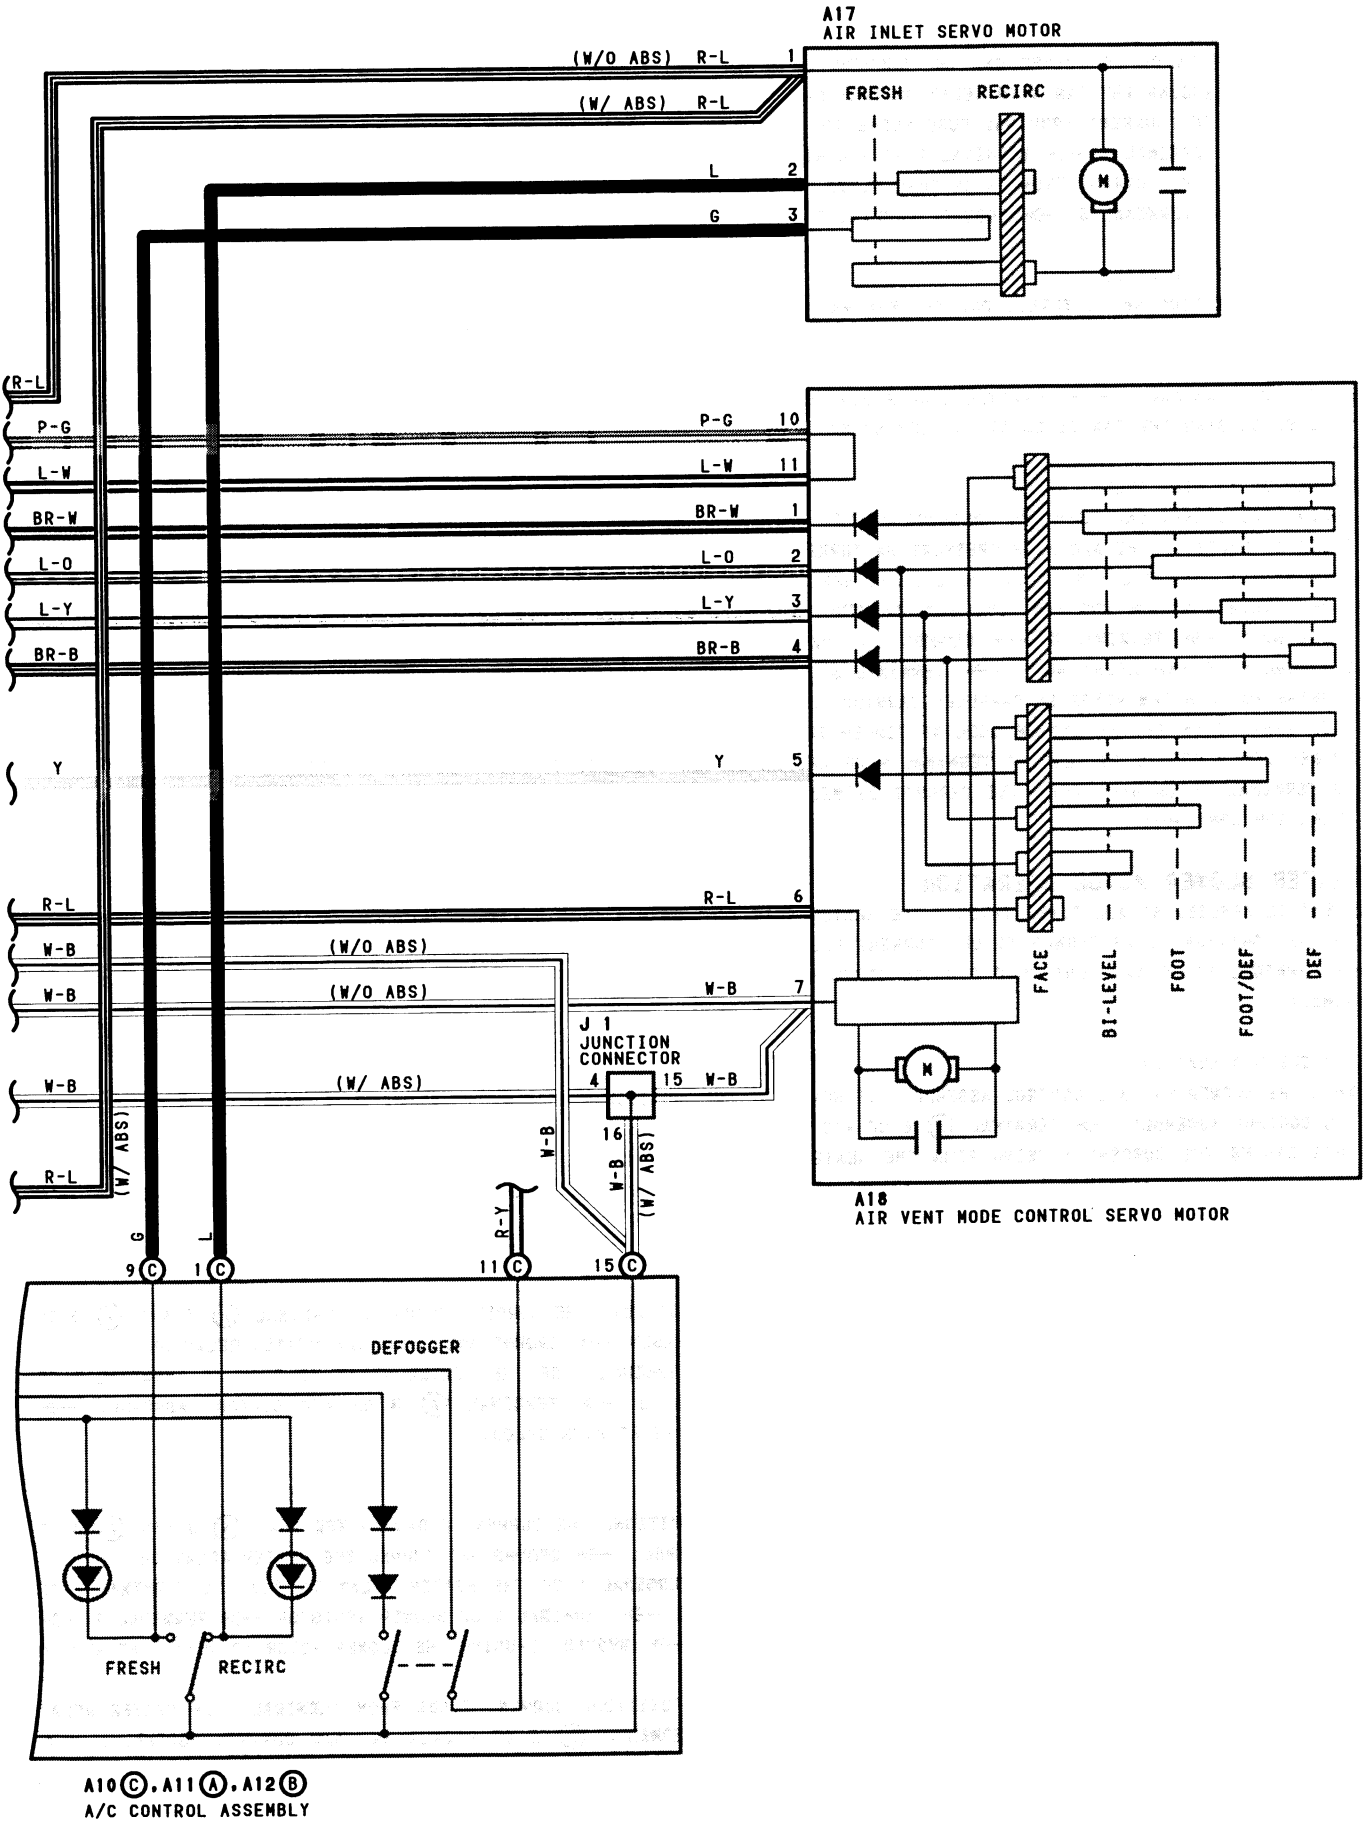 A17
AIR INLET SERVO MOTOR
(W/O ABS) R-L 1
FRESH RECIRC
(W/ ABS) R-L
L 2
M
G 3
R-L
P-G P-G 10
L-W L-W 11
BR-W BR-W 1
L-O L-O 2
L-Y L-Y 3
BR-B BR-B 4
Y Y 5
R-L R-L 6
W-B (W/O ABS)
W-B (W/O ABS) W-B 7
FACE
BI-LEVEL
FOOT
FOOT/DEF
DEF
J 1
JUNCTION
CONNECTOR
M
W-B (W/ ABS) 4 15 W-B
(W/ ABS)
16
W-B
W-B
(W/ ABS)
R-L
A18
AIR VENT MODE CONTROL SERVO MOTOR
G
L
R-Y
9 C 1 C 11 C 15 C
DEFOGGER
FRESH RECIRC
A10 C, A11 A, A12 B
A/C CONTROL ASSEMBLY